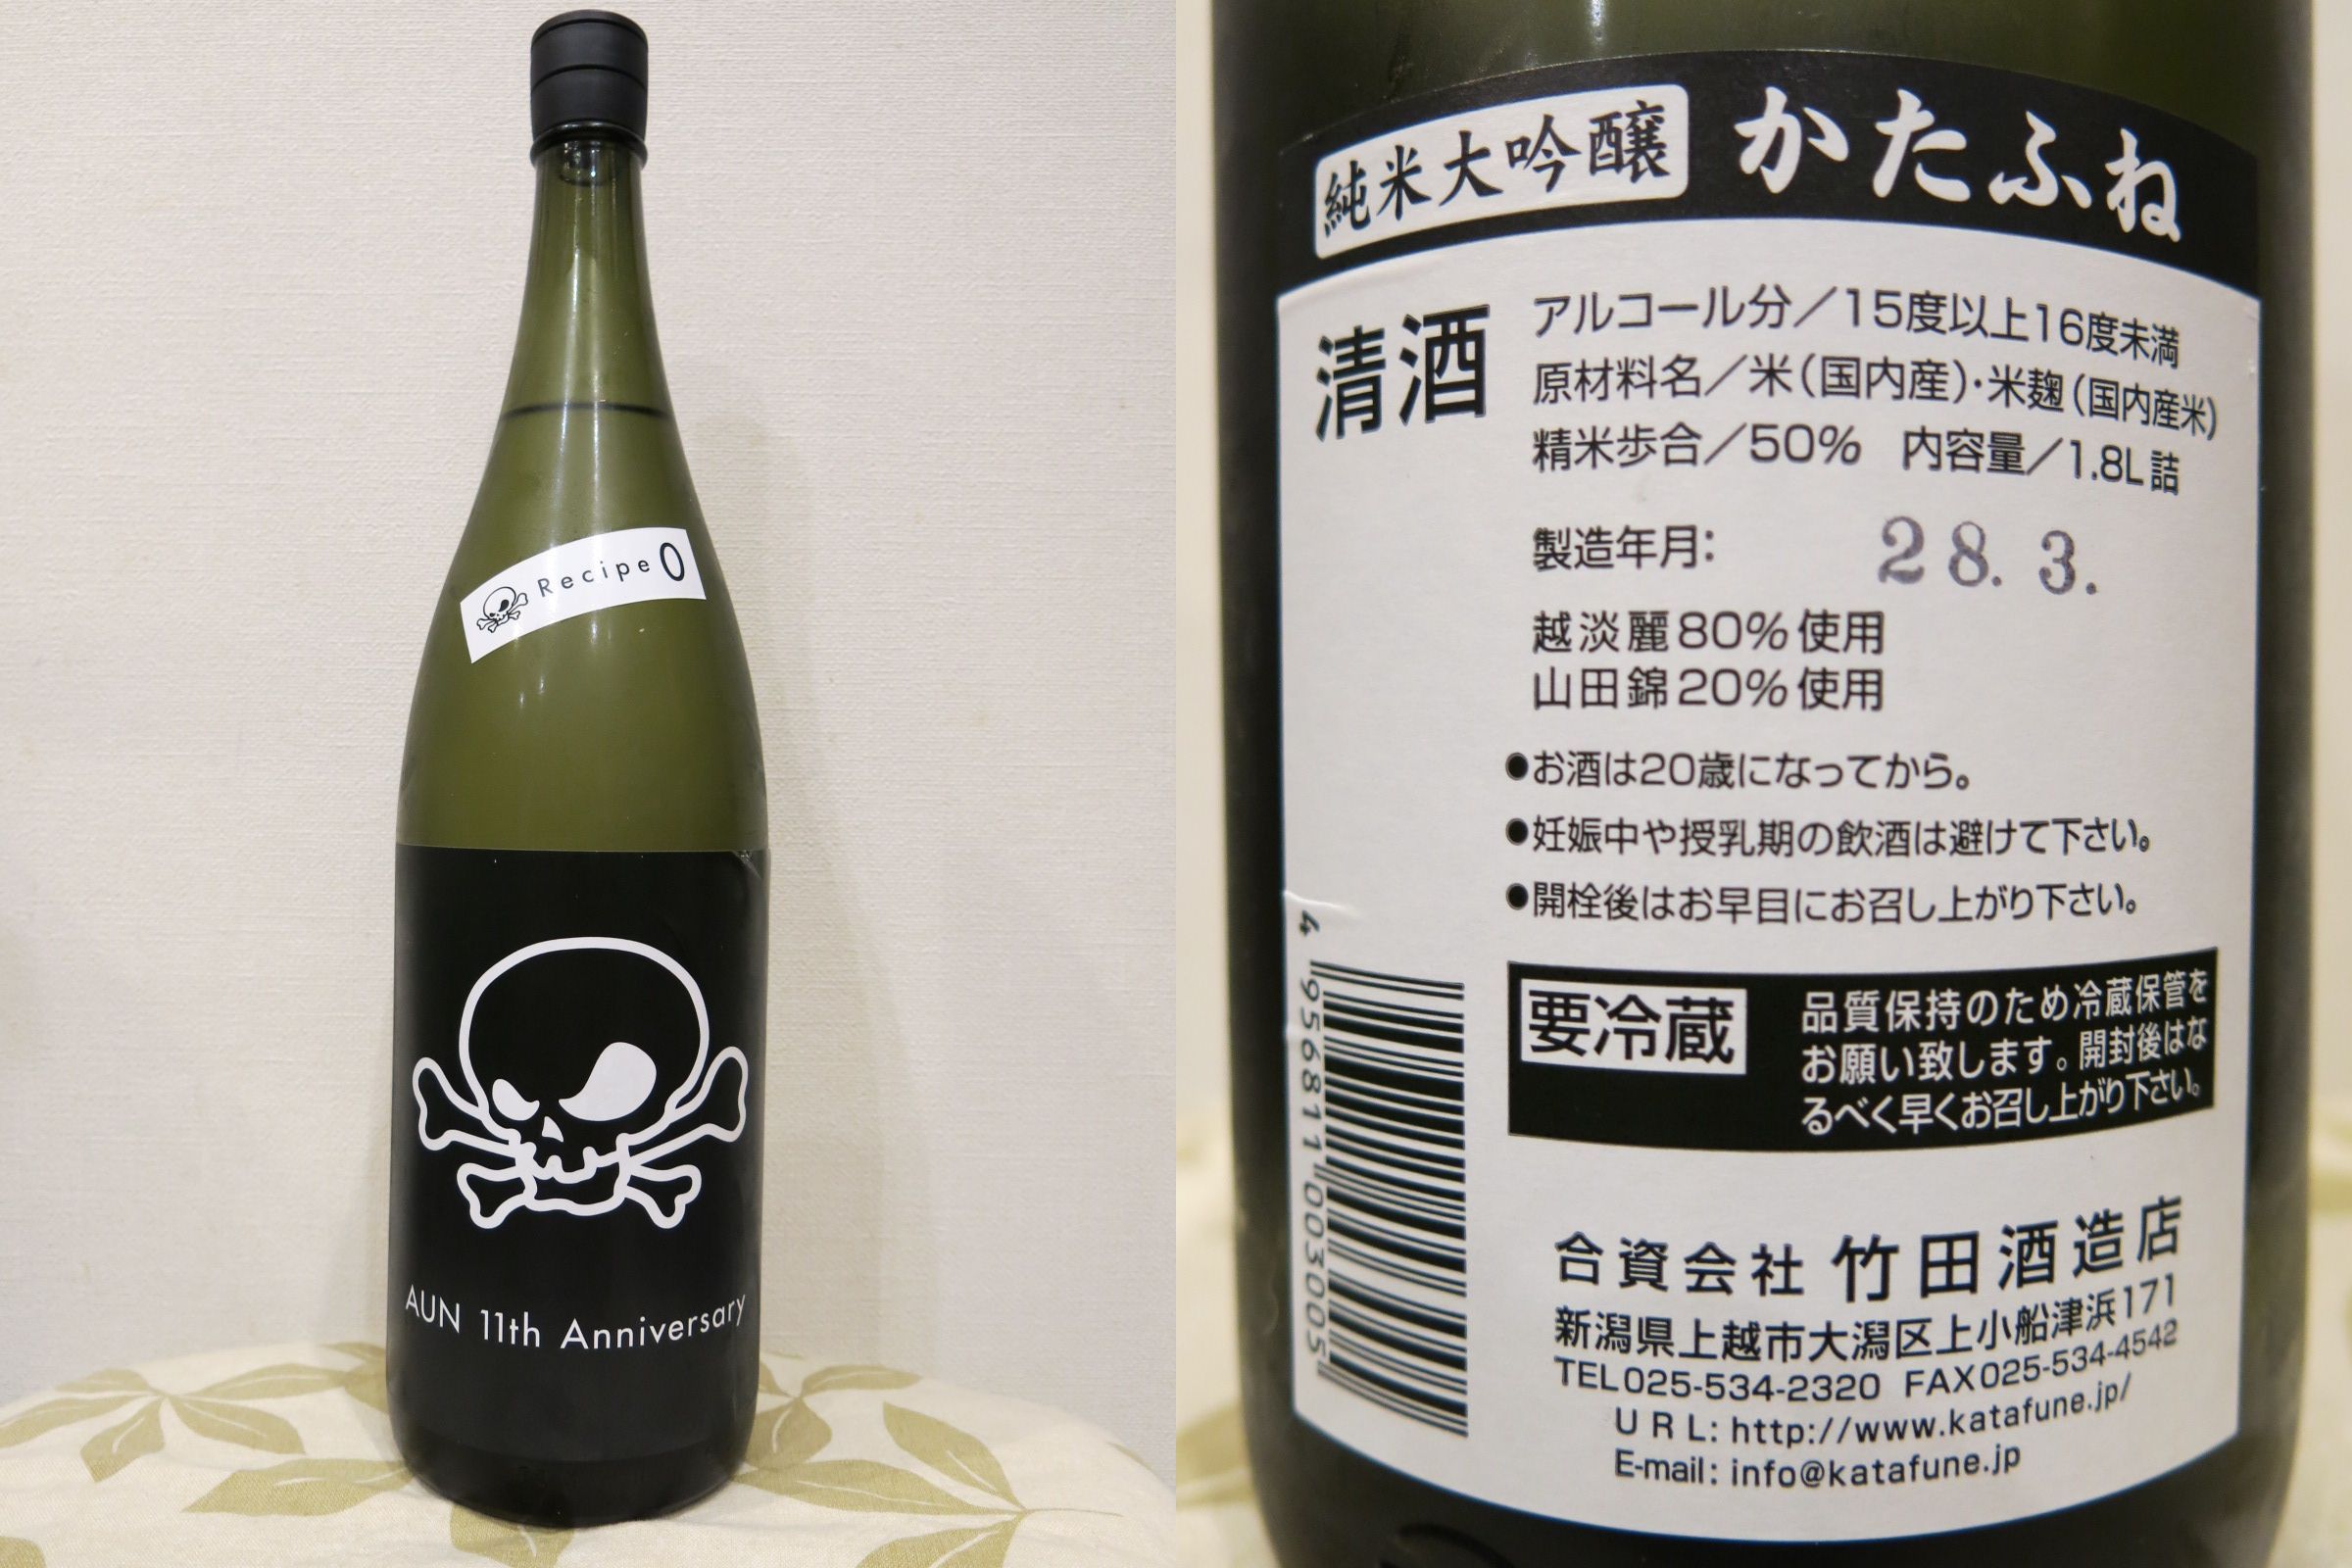 Recipe 0
AUN 11th Anniversary
純米大吟醸 かたふね
清酒
アルコール分／15度以上16度未満
原材料名／米(国内産)・米麹(国内産米)
精米歩合／50% 内容量／1.8L詰
製造年月: 28. 3.
越淡麗80%使用
山田錦20%使用
●お酒は20歳になってから。
●妊娠中や授乳期の飲酒は避けて下さい。
●開栓後はお早目にお召し上がり下さい。
要冷蔵
品質保持のため冷蔵保管を
お願い致します。開封後はな
るべく早くお召し上がり下さい。
4 956811 003005
合資会社 竹田酒造店
新潟県上越市大潟区上小船津浜171
TEL025-534-2320 FAX025-534-4542
URL: http://www.katafune.jp/
E-mail: info@katafune.jp